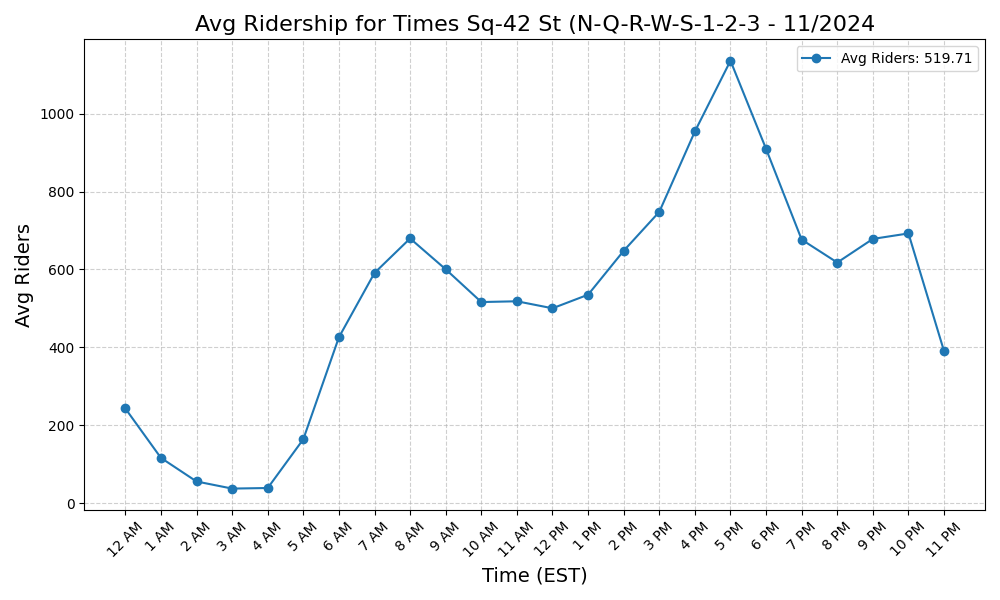 Avg Ridership for Times Sq-42 St (N-Q-R-W-S-1-2-3 - 11/2024
Avg Riders: 519.71
Avg Riders
1000
800
600
400
200
0
12 AM 1 AM 2 AM 3 AM 4 AM 5 AM 6 AM 7 AM 8 AM 9 AM 10 AM 11 AM 12 PM 1 PM 2 PM 3 PM 4 PM 5 PM 6 PM 7 PM 8 PM 9 PM 10 PM 11 PM
Time (EST)